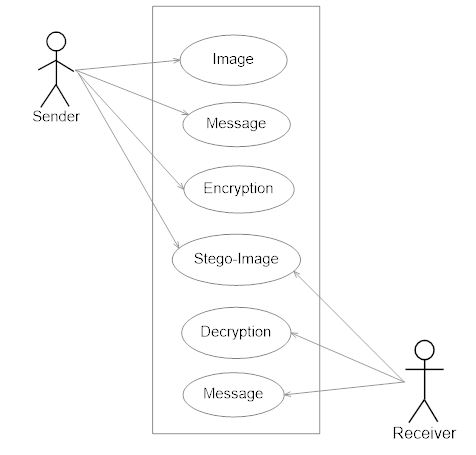 Image
Sender
Message
Encryption
Stego-Image
Decryption
Message
Receiver